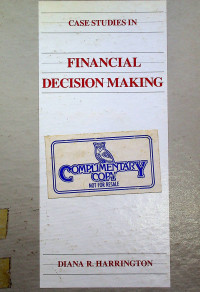 CASE STUDIES IN
FINANCIAL
DECISION MAKING
COMPLIMENTARY
COPY
NOT FOR RESALE
DIANA R. HARRINGTON